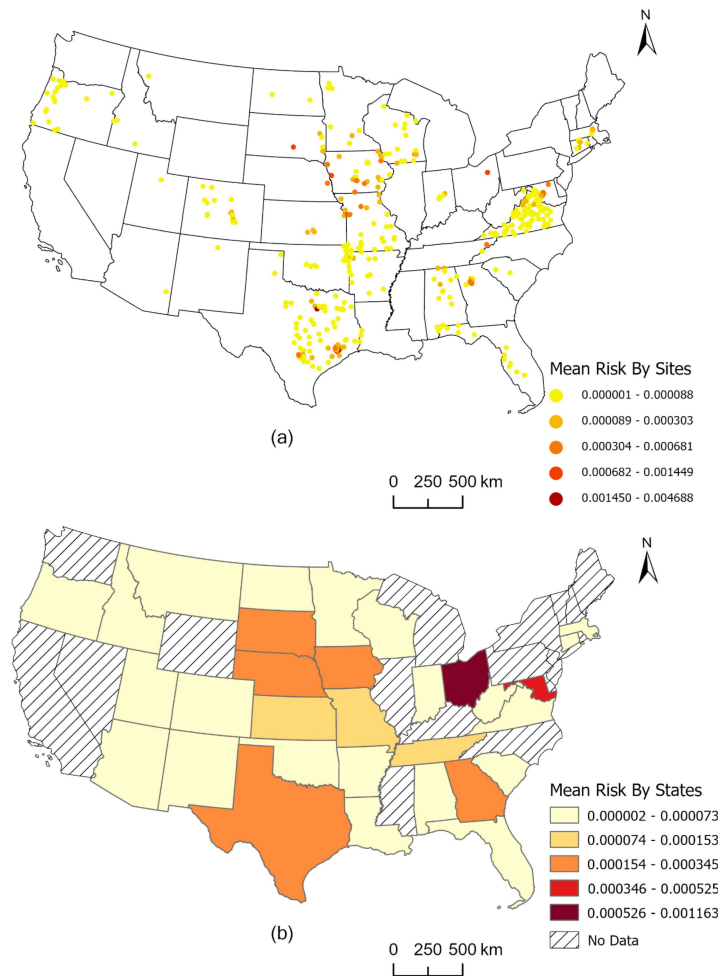 N
Mean Risk By Sites
0.000001 - 0.000088
0.000089 - 0.000303
0.000304 - 0.000681
0.000682 - 0.001449
0.001450 - 0.004688
(a)
0 250 500 km
N
Mean Risk By States
0.000002 - 0.000073
0.000074 - 0.000153
0.000154 - 0.000345
0.000346 - 0.000525
0.000526 - 0.001163
No Data
(b)
0 250 500 km